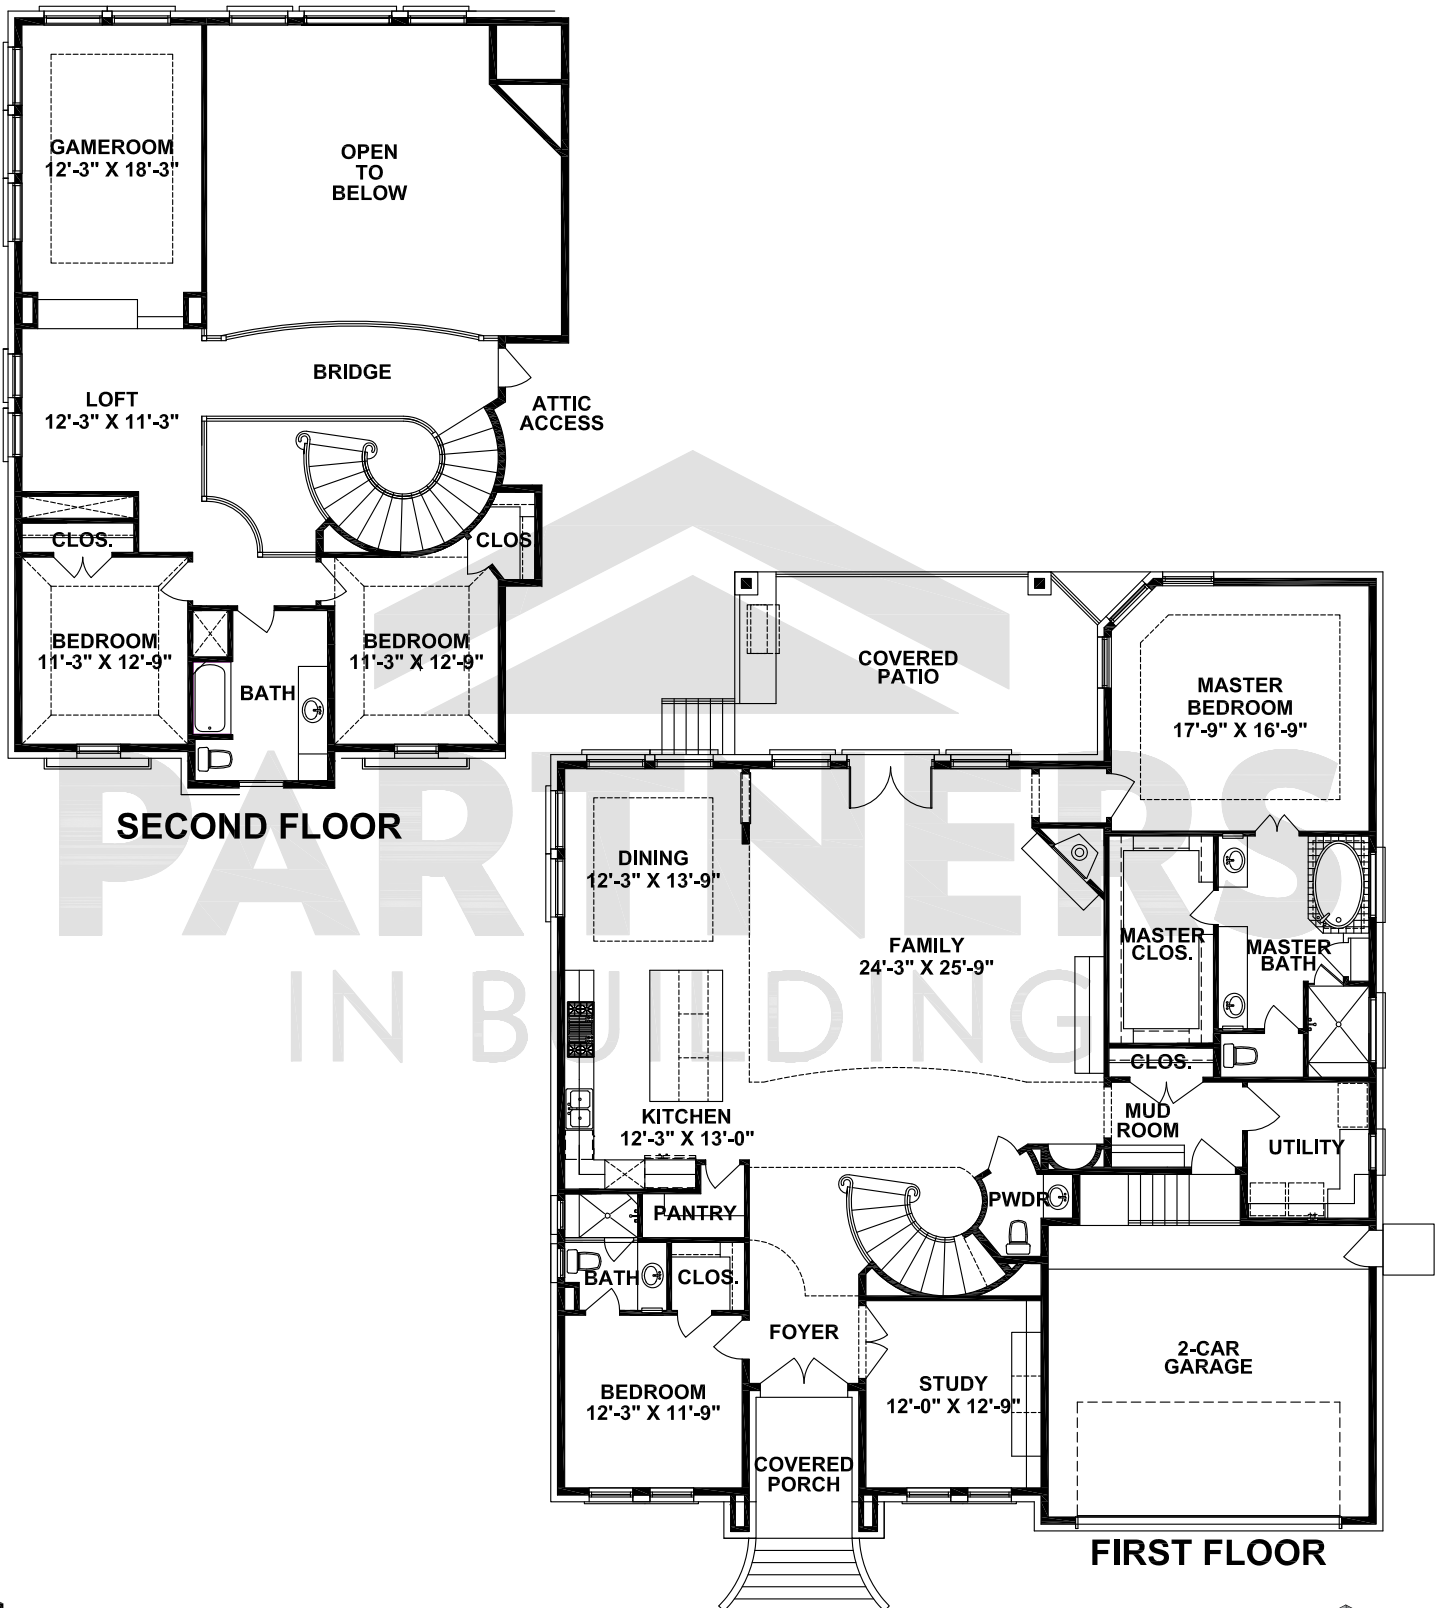 GAMEROOM
12'-3" X 18'-3"
OPEN
TO
BELOW
BRIDGE
LOFT
12'-3" X 11'-3"
ATTIC
ACCESS
CLOS.
CLOS
BEDROOM
11'-3" X 12'-9"
BATH
BEDROOM
11'-3" X 12'-9"
SECOND FLOOR
PARTNERS
IN BUILDING
COVERED
PATIO
MASTER
BEDROOM
17'-9" X 16'-9"
DINING
12'-3" X 13'-9"
FAMILY
24'-3" X 25'-9"
MASTER
CLOS.
MASTER
BATH
CLOS.
KITCHEN
12'-3" X 13'-0"
MUD
ROOM
UTILITY
PWDR
PANTRY
BATH
CLOS.
FOYER
BEDROOM
12'-3" X 11'-9"
STUDY
12'-0" X 12'-9"
2-CAR
GARAGE
COVERED
PORCH
FIRST FLOOR